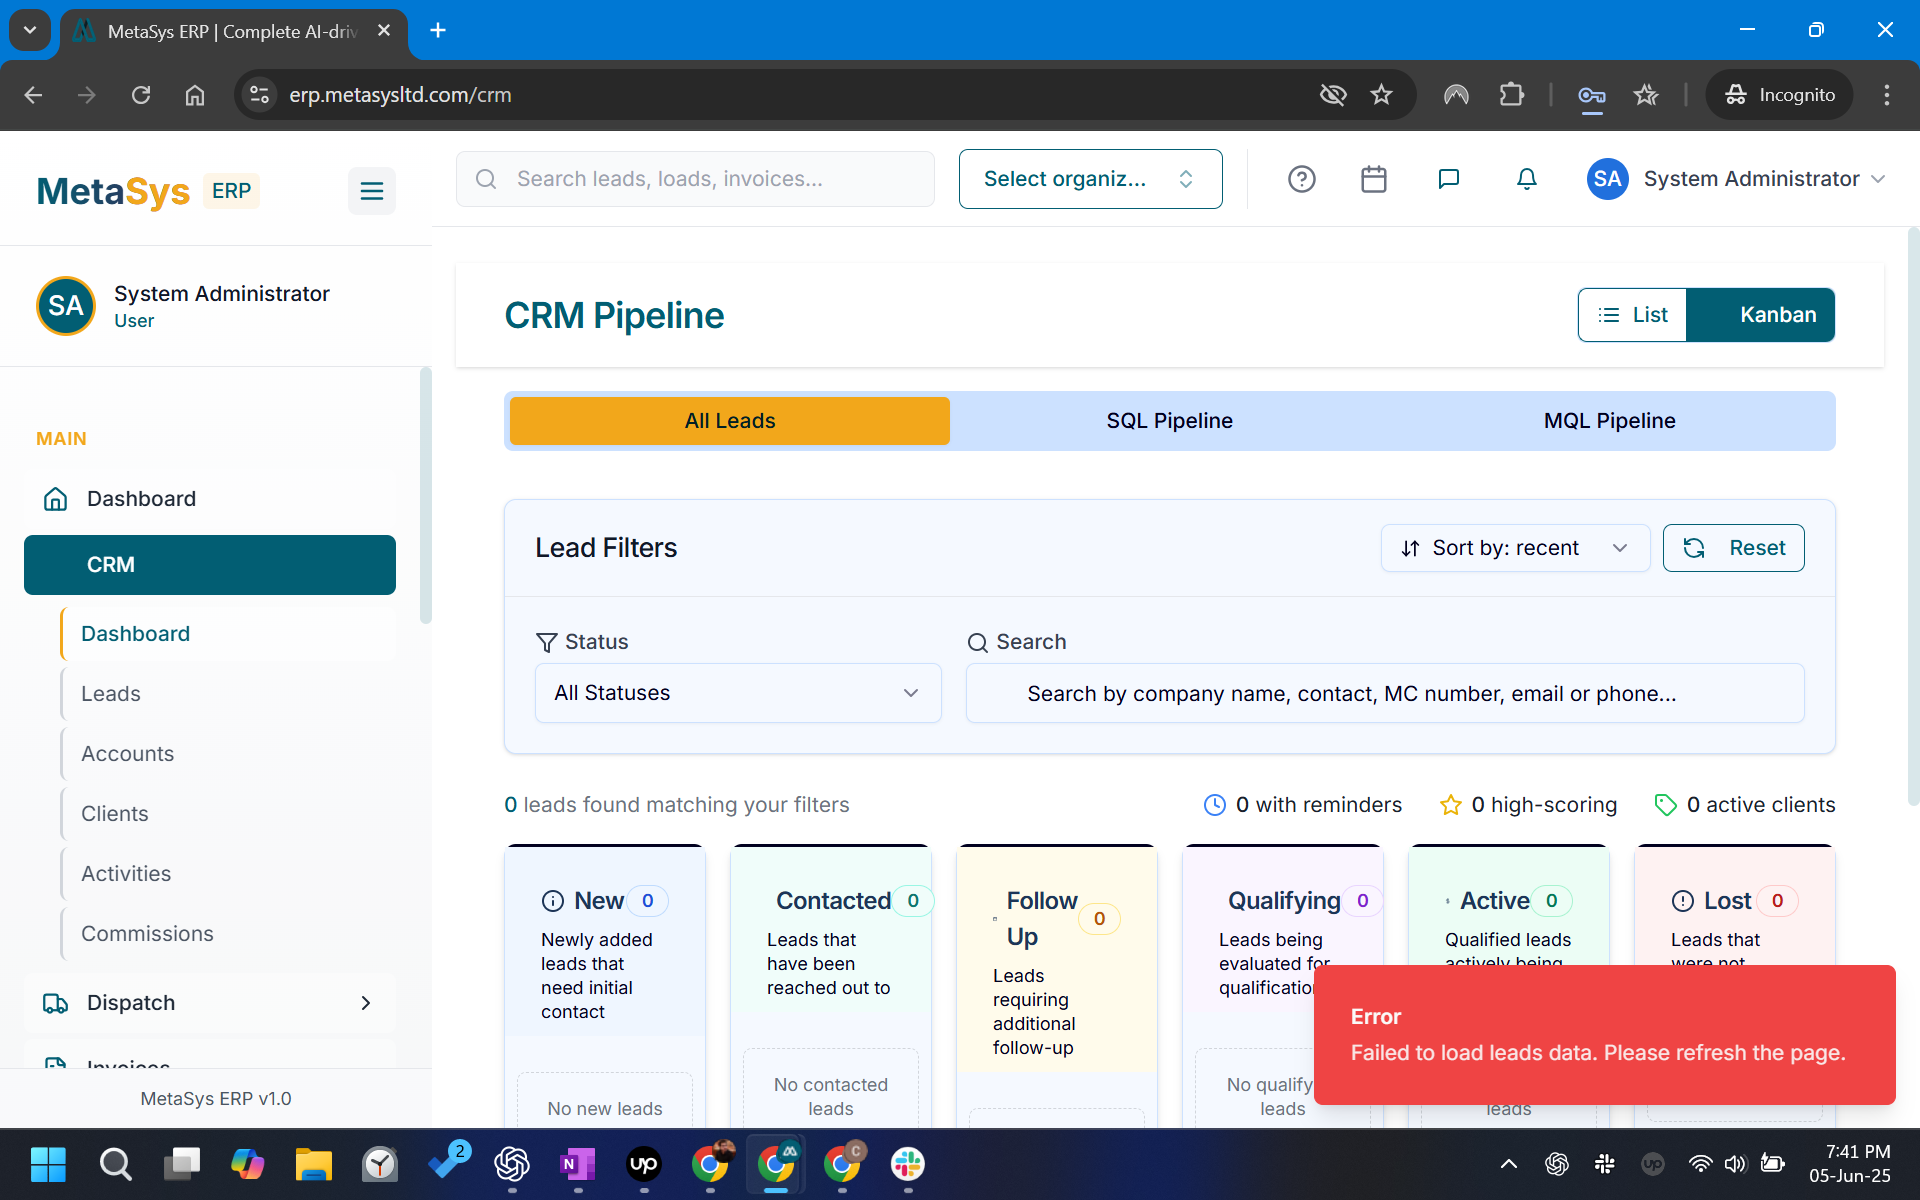 MetaSys ERP | Complete AI-driv
erp.metasysltd.com/crm
Incognito
MetaSys ERP
Search leads, loads, invoices...
Select organiz...
SA
System Administrator
SA
System Administrator
User
MAIN
Dashboard
CRM
Dashboard
Leads
Accounts
Clients
Activities
Commissions
Dispatch
Invoices
MetaSys ERP v1.0
CRM Pipeline
List
Kanban
All Leads
SQL Pipeline
MQL Pipeline
Lead Filters
Sort by: recent
Reset
Status
All Statuses
Search
Search by company name, contact, MC number, email or phone...
0 leads found matching your filters
0 with reminders
0 high-scoring
0 active clients
New 0
Newly added
leads that
need initial
contact
No new leads
Contacted 0
Leads that
have been
reached out to
No contacted
leads
Follow
Up
0
Leads
requiring
additional
follow-up
Qualifying 0
Leads being
evaluated for
qualification
No qualify
leads
Active 0
Qualified leads
actively being
leads
Lost 0
Leads that
were not
Error
Failed to load leads data. Please refresh the page.
2
N
up
C
up
7:41 PM
05-Jun-25